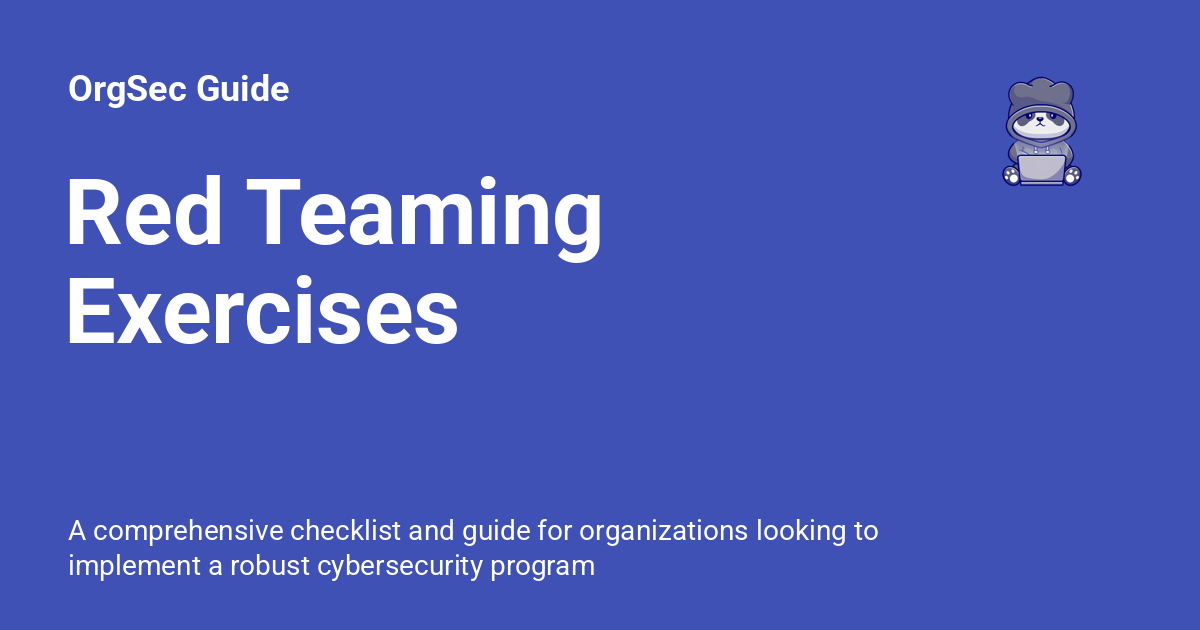 OrgSec Guide
Red Teaming
Exercises
A comprehensive checklist and guide for organizations looking to
implement a robust cybersecurity program